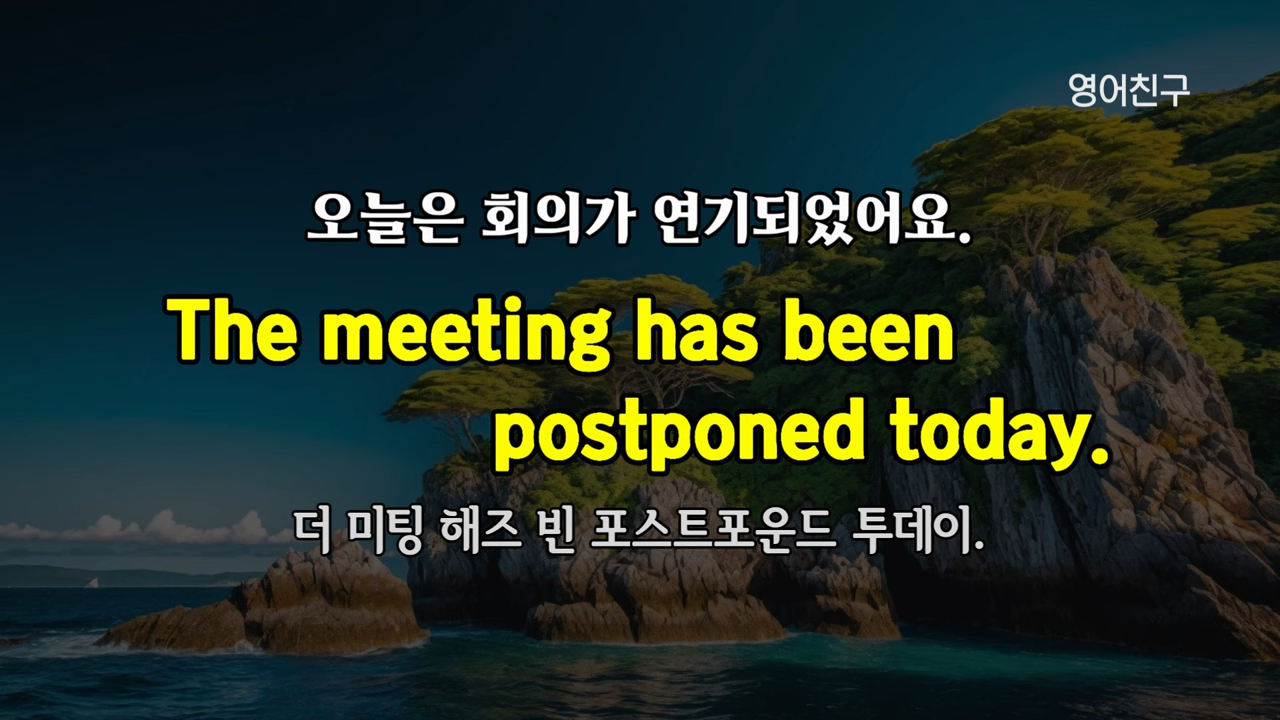 영어친구
오늘은 회의가 연기되었어요.
The meeting has been
postponed today.
더 미팅 해즈 빈 포스트포운드 투데이.